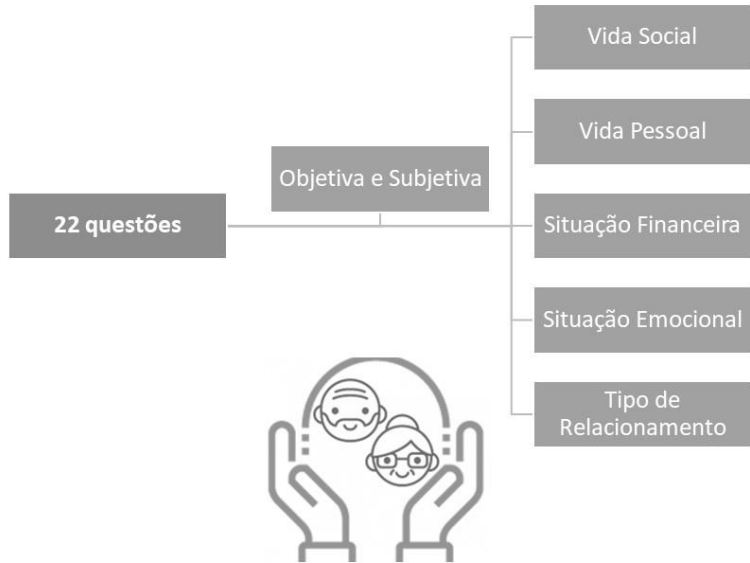 22 questões
Objetiva e Subjetiva
Vida Social
Vida Pessoal
Situação Financeira
Situação Emocional
Tipo de
Relacionamento